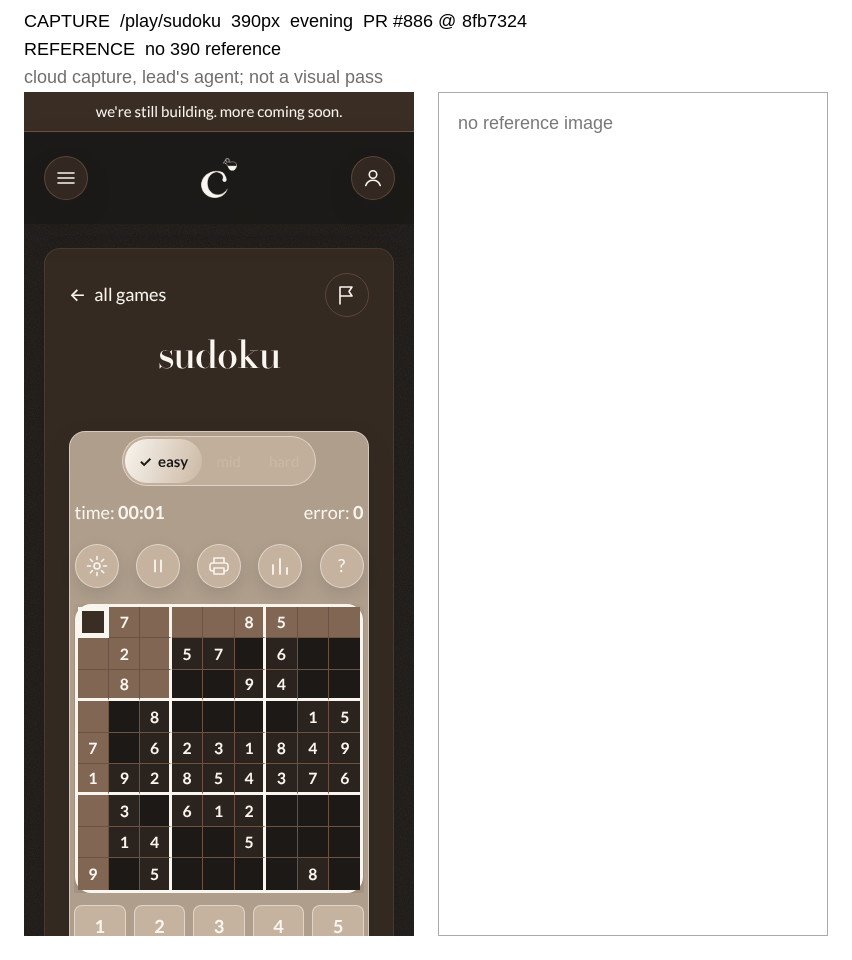 CAPTURE /play/sudoku 390px evening PR #886 @ 8fb7324
REFERENCE no 390 reference
cloud capture, lead's agent; not a visual pass
we're still building. more coming soon.
no reference image
c
← all games
sudoku
✓ easy mid hard
time: 00:01 error: 0
?
7 8 5
2 5 7 6
8 9 4
8 1 5
7 6 2 3 1 8 4 9
1 9 2 8 5 4 3 7 6
3 6 1 2
1 4 5
9 5 8
1 2 3 4 5